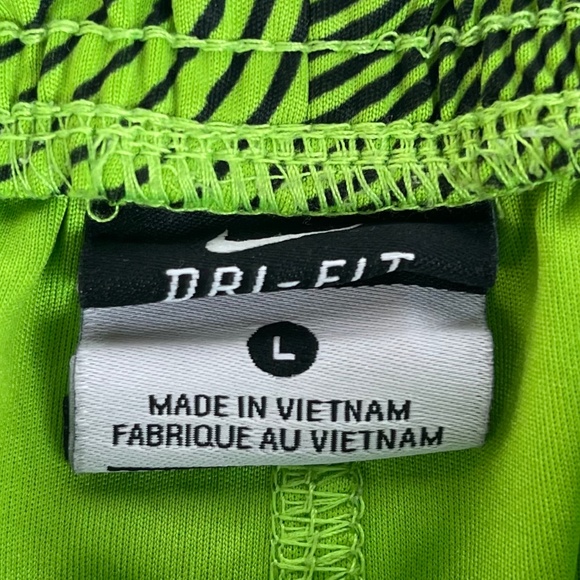 DRI-FIT
L
MADE IN VIETNAM
FABRIQUE AU VIETNAM